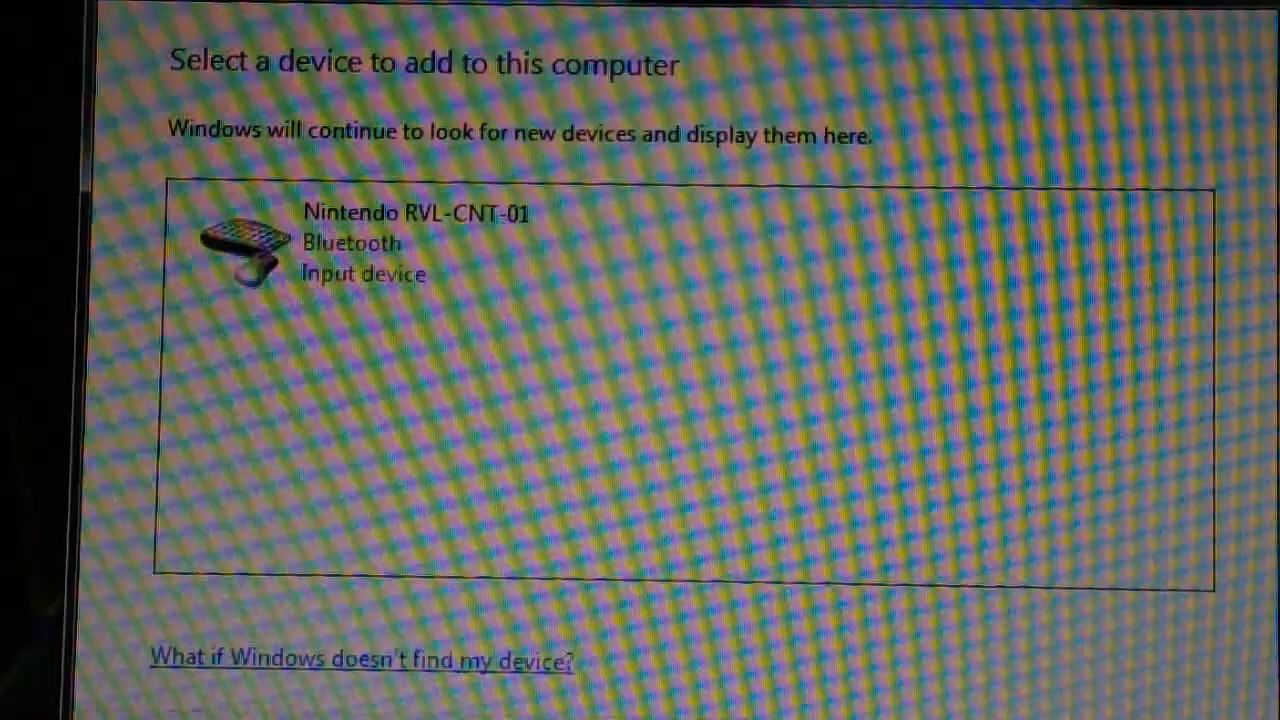 Select a device to add to this computer
Windows will continue to look for new devices and display them here.
Nintendo RVL-CNT-01
Bluetooth
Input device
What if Windows doesn't find my device?